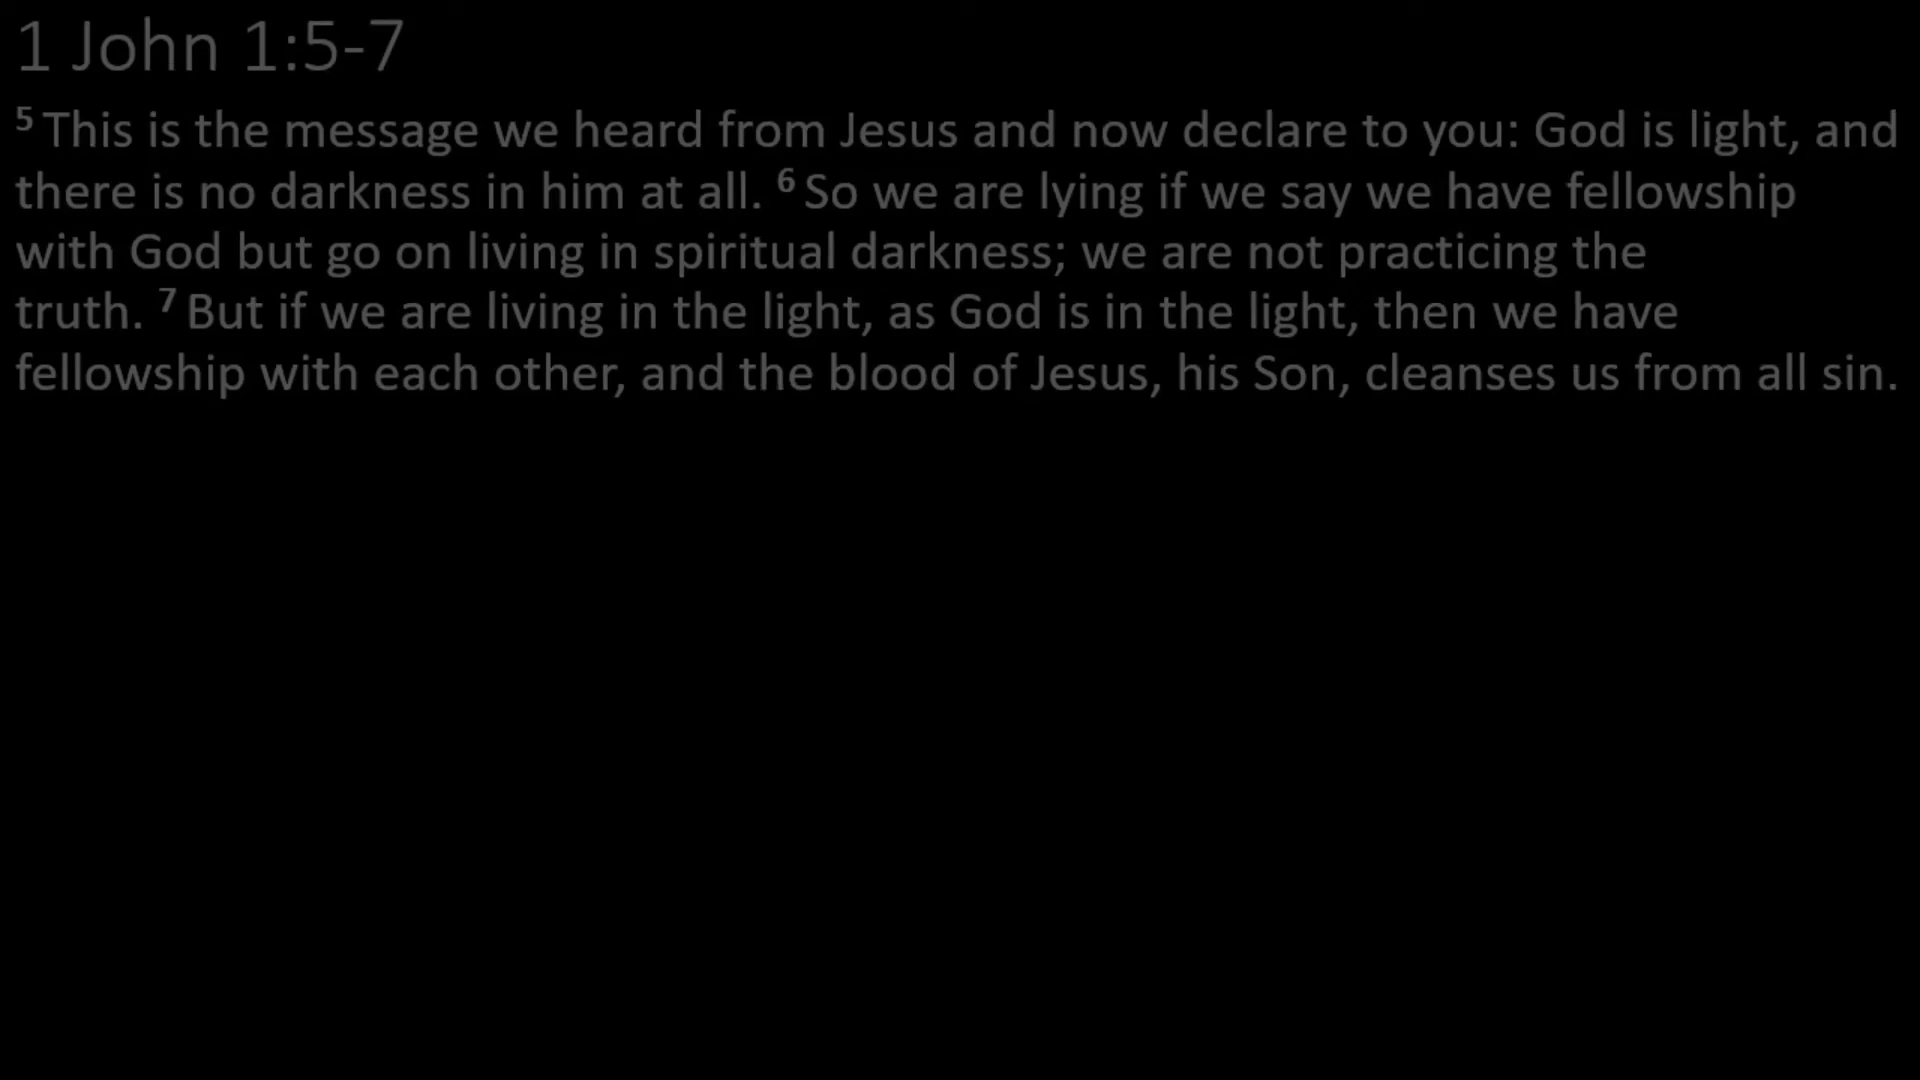 1 John 1:5-7
5 This is the message we heard from Jesus and now declare to you: God is light, and
there is no darkness in him at all. 6 So we are lying if we say we have fellowship
with God but go on living in spiritual darkness; we are not practicing the
truth. 7 But if we are living in the light, as God is in the light, then we have
fellowship with each other, and the blood of Jesus, his Son, cleanses us from all sin.